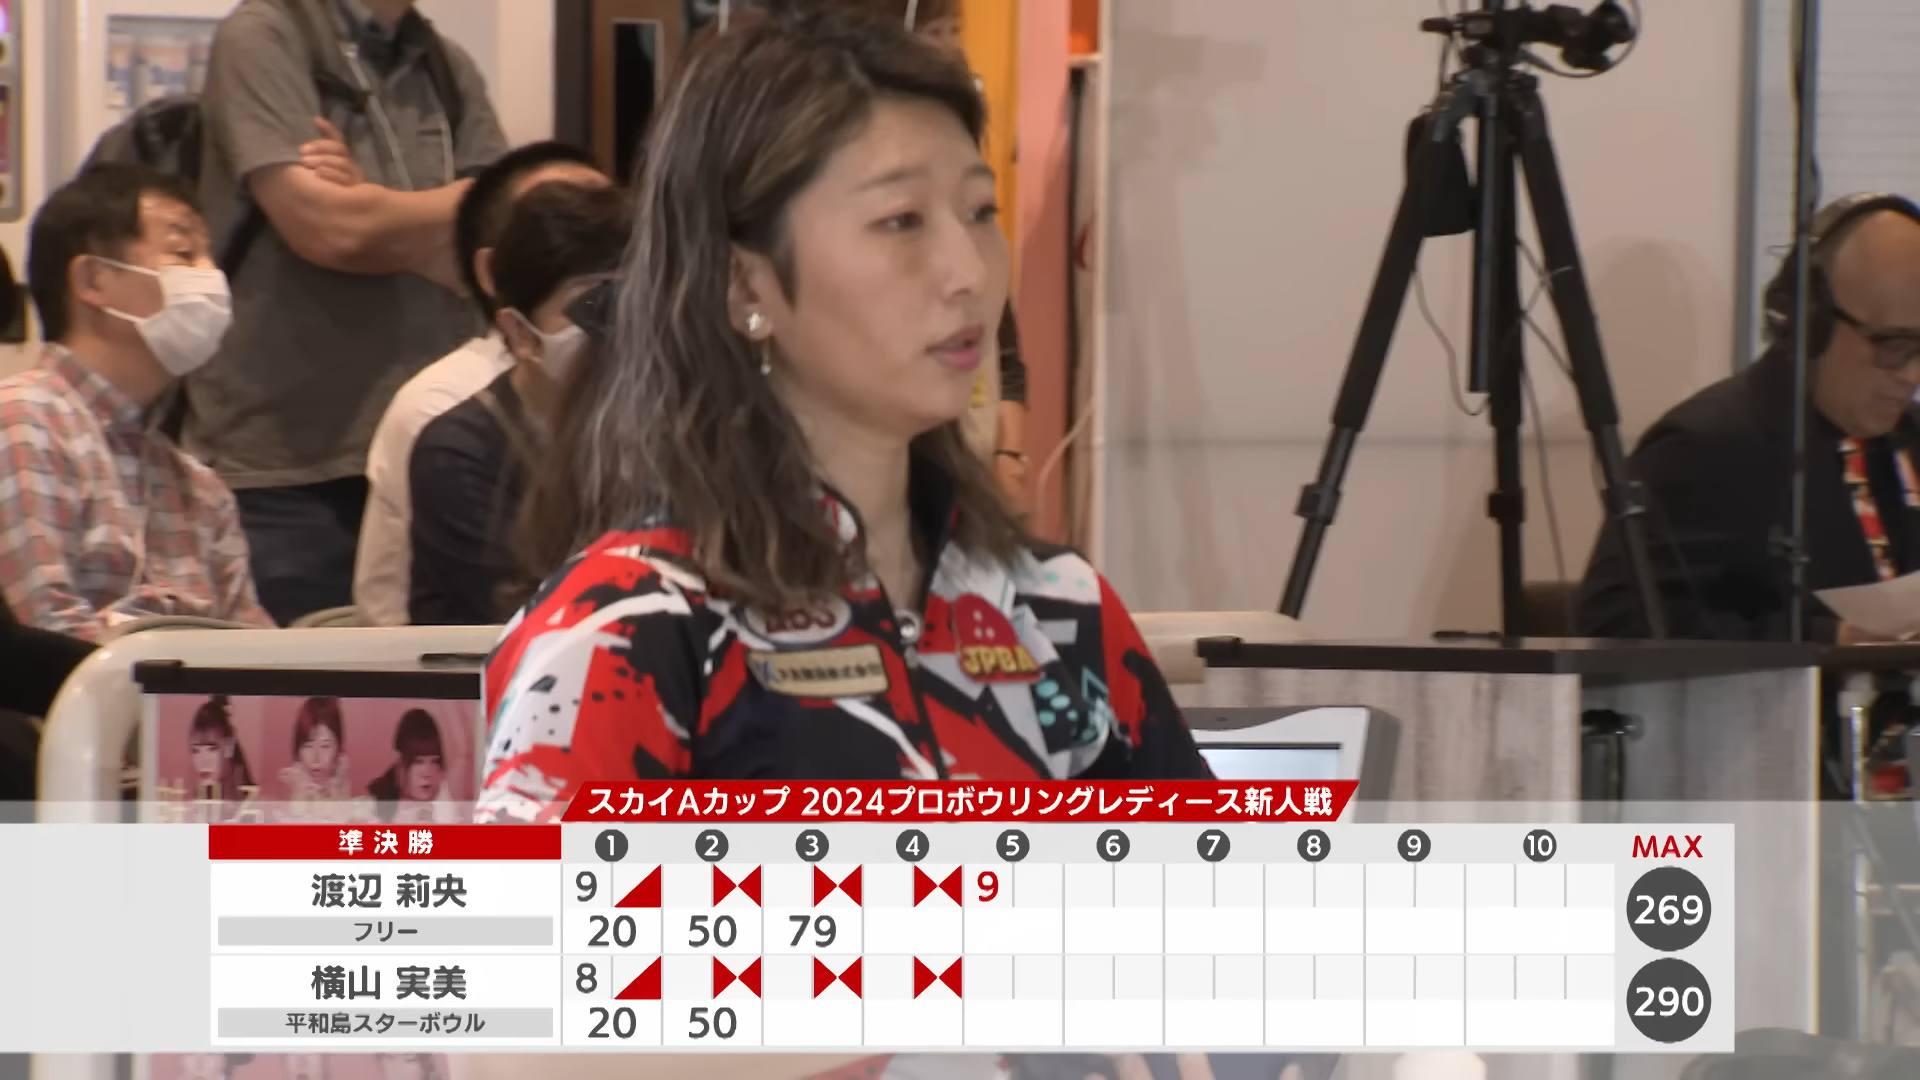 JPBA
スカイAカップ 2024プロボウリングレディース新人戦
準決勝 1 2 3 4 5 6 7 8 9 10 MAX
渡辺 莉央 9 9 269
フリー 20 50 79
横山 実美 8 290
平和島スターボウル 20 50